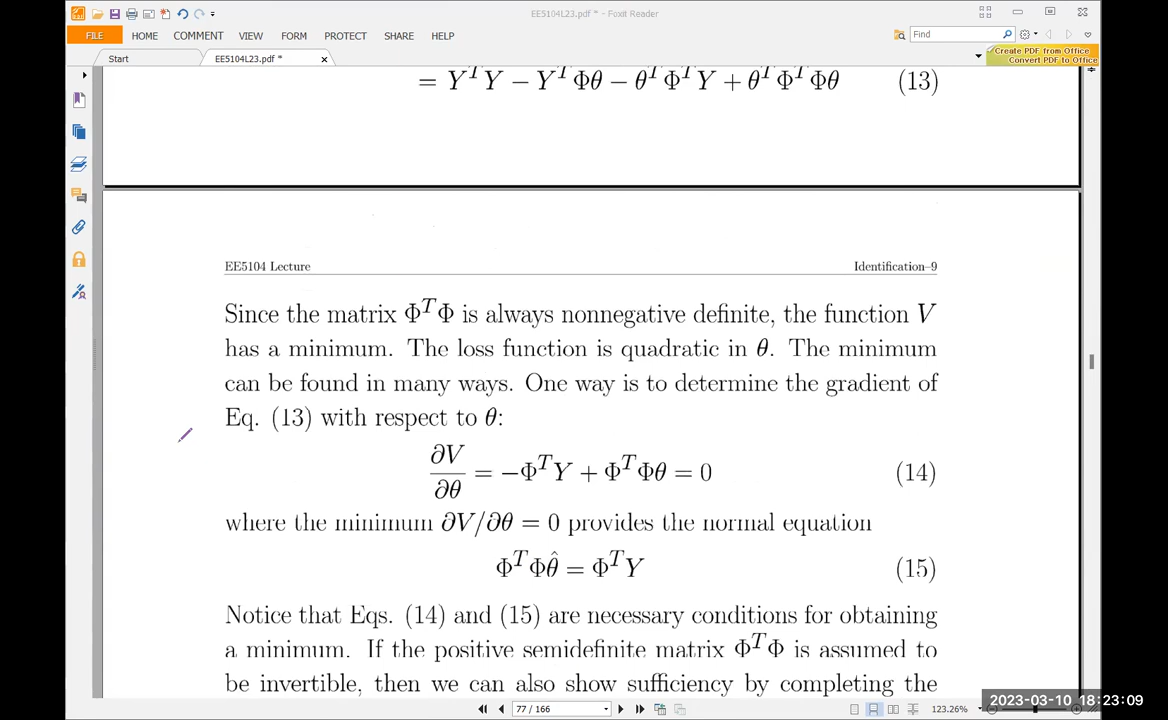 EE5104L23.pdf * - Foxit Reader
FILE HOME COMMENT VIEW FORM PROTECT SHARE HELP
Find
Start
EE5104L23.pdf *
Create PDF from Office
Convert PDF to Office
= Y^T Y − Y^T Φθ − θ^T Φ^T Y + θ^T Φ^T Φθ (13)
EE5104 Lecture Identification–9
Since the matrix Φ^T Φ is always nonnegative definite, the function V
has a minimum. The loss function is quadratic in θ. The minimum
can be found in many ways. One way is to determine the gradient of
Eq. (13) with respect to θ:
∂V/∂θ = −Φ^T Y + Φ^T Φθ = 0 (14)
where the minimum ∂V/∂θ = 0 provides the normal equation
Φ^T Φθ̂ = Φ^T Y (15)
Notice that Eqs. (14) and (15) are necessary conditions for obtaining
a minimum. If the positive semidefinite matrix Φ^T Φ is assumed to
be invertible, then we can also show sufficiency by completing the
77 / 166
123.26%
2023-03-10 18:23:09